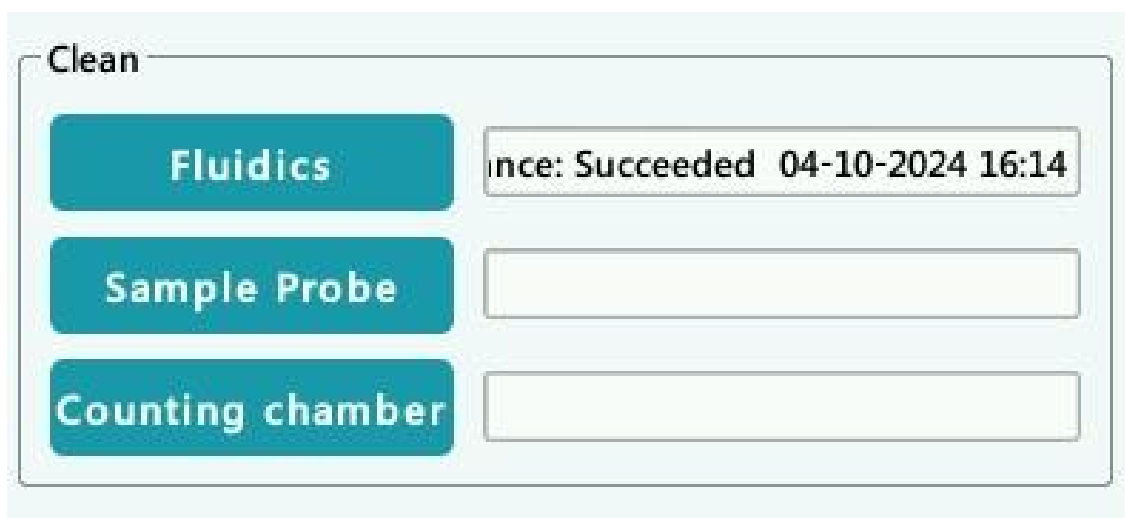 Clean
Fluidics
nce: Succeeded 04-10-2024 16:14
Sample Probe
Counting chamber